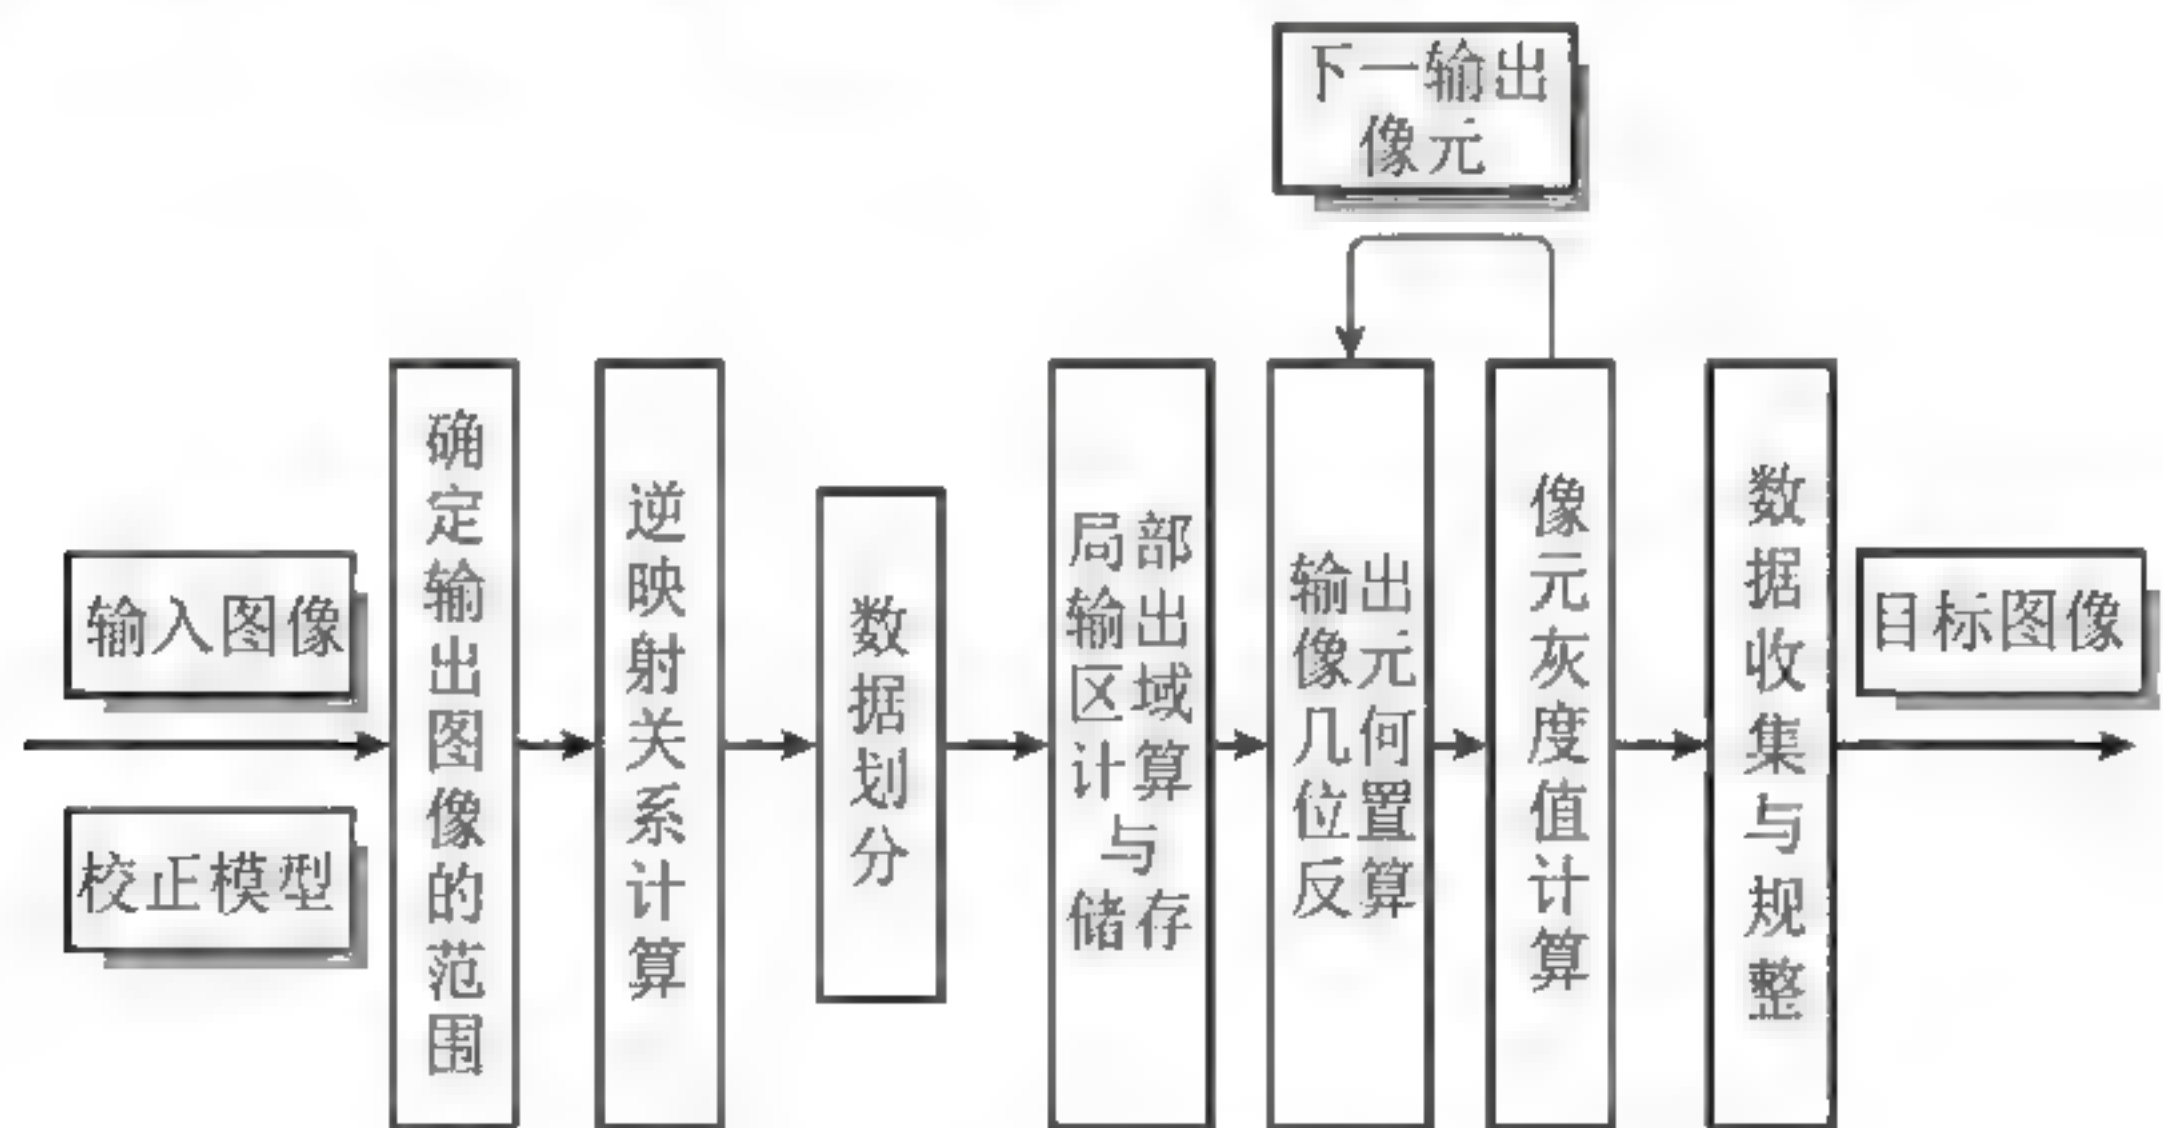 下一输出
像元
输入图像
校正模型
确定输出图像的范围
逆映射关系计算
数据划分
局部
输出
区域
计算
与
储存
输出
像元
几何
位置
反算
像元灰度值计算
数据收集与规整
目标图像